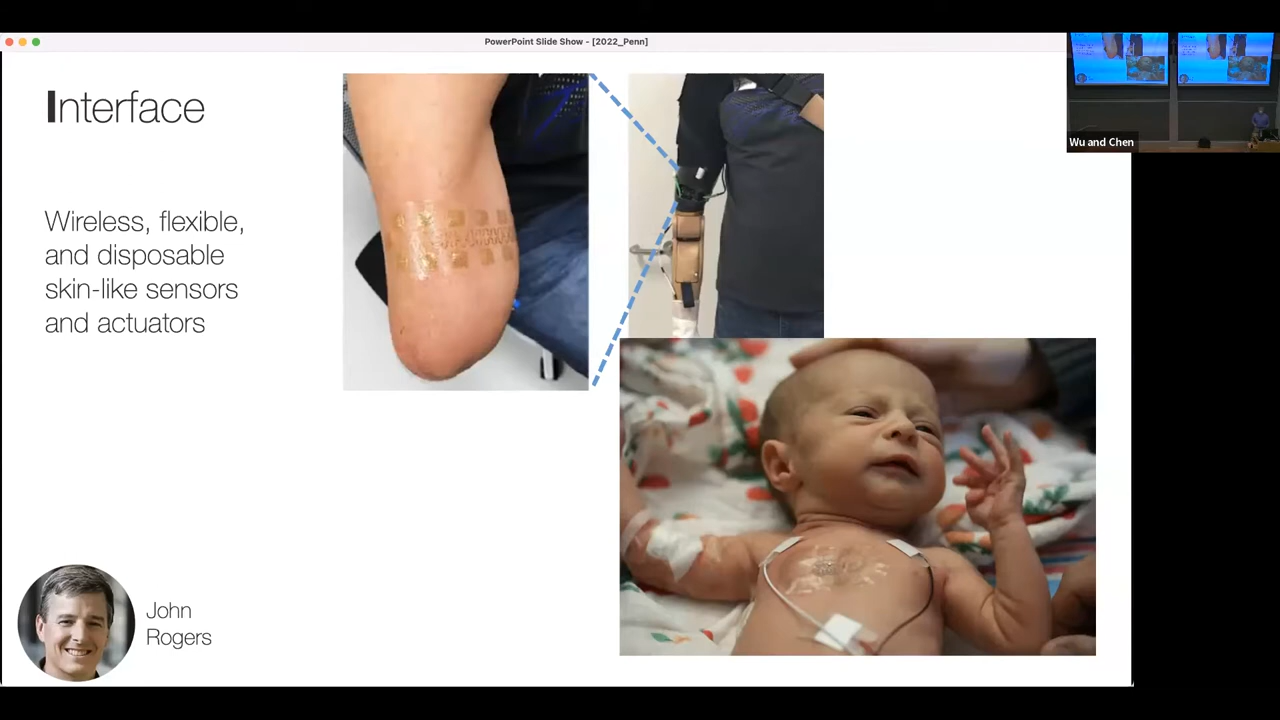 PowerPoint Slide Show - [2022_Penn]
Interface
Wireless, flexible,
and disposable
skin-like sensors
and actuators
John
Rogers
Wu and Chen